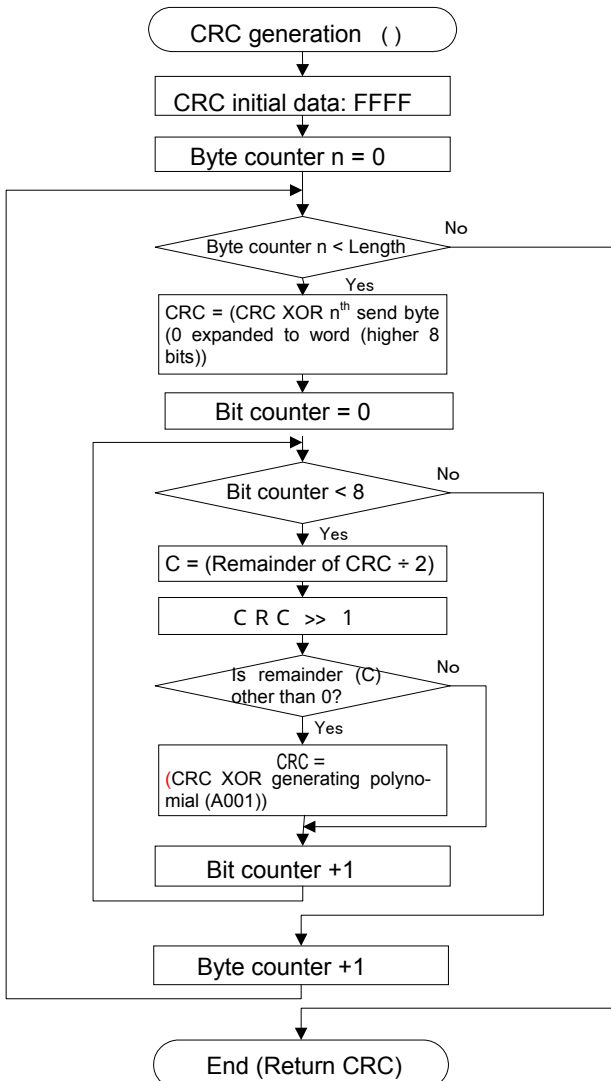 CRC generation ( )
CRC initial data: FFFF
Byte counter n = 0
Byte counter n < Length
No
Yes
CRC = (CRC XOR nth send byte
(0 expanded to word (higher 8
bits))
Bit counter = 0
Bit counter < 8
No
Yes
C = (Remainder of CRC ÷ 2)
C R C >> 1
Is remainder (C)
other than 0?
No
Yes
CRC =
(CRC XOR generating polyno-
mial (A001))
Bit counter +1
Byte counter +1
End (Return CRC)